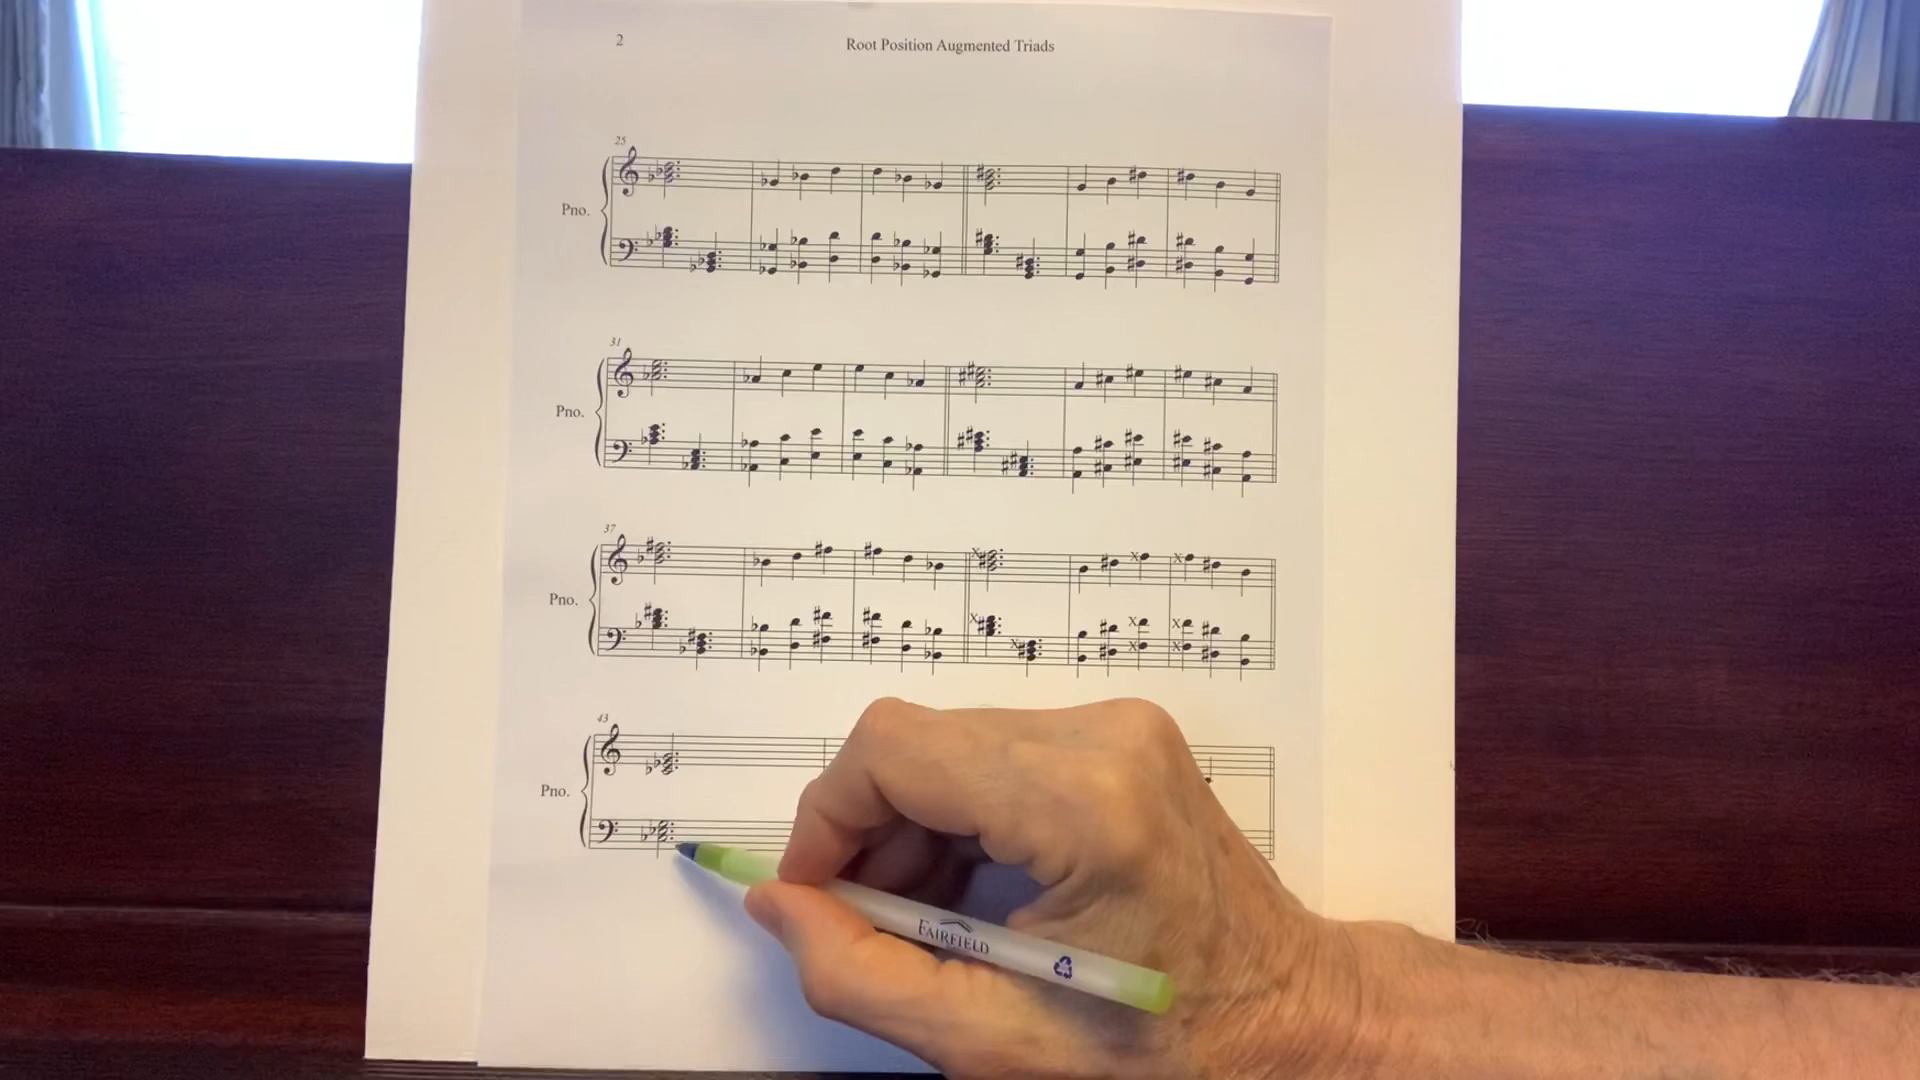 2
Root Position Augmented Triads
25
Pno.
31
Pno.
37
Pno.
43
Pno.
FAIRFIELD